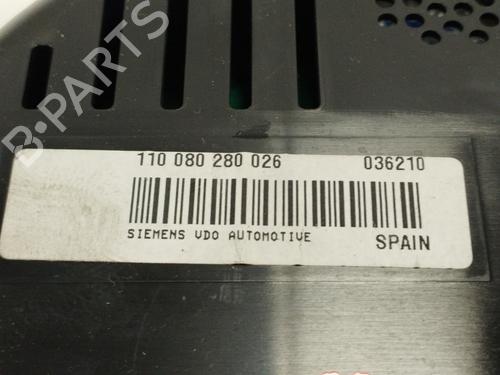 110 080 280 026 036210
SIEMENS VDO AUTOMOTIVE SPAIN
B-PARTS